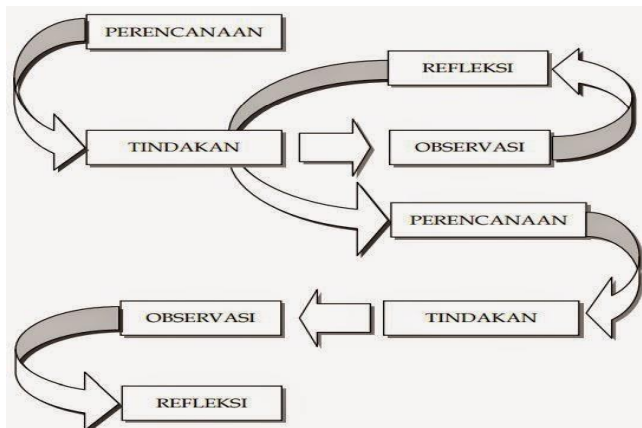 PERENCANAAN
REFLEKSI
TINDAKAN
OBSERVASI
PERENCANAAN
OBSERVASI
TINDAKAN
REFLEKSI